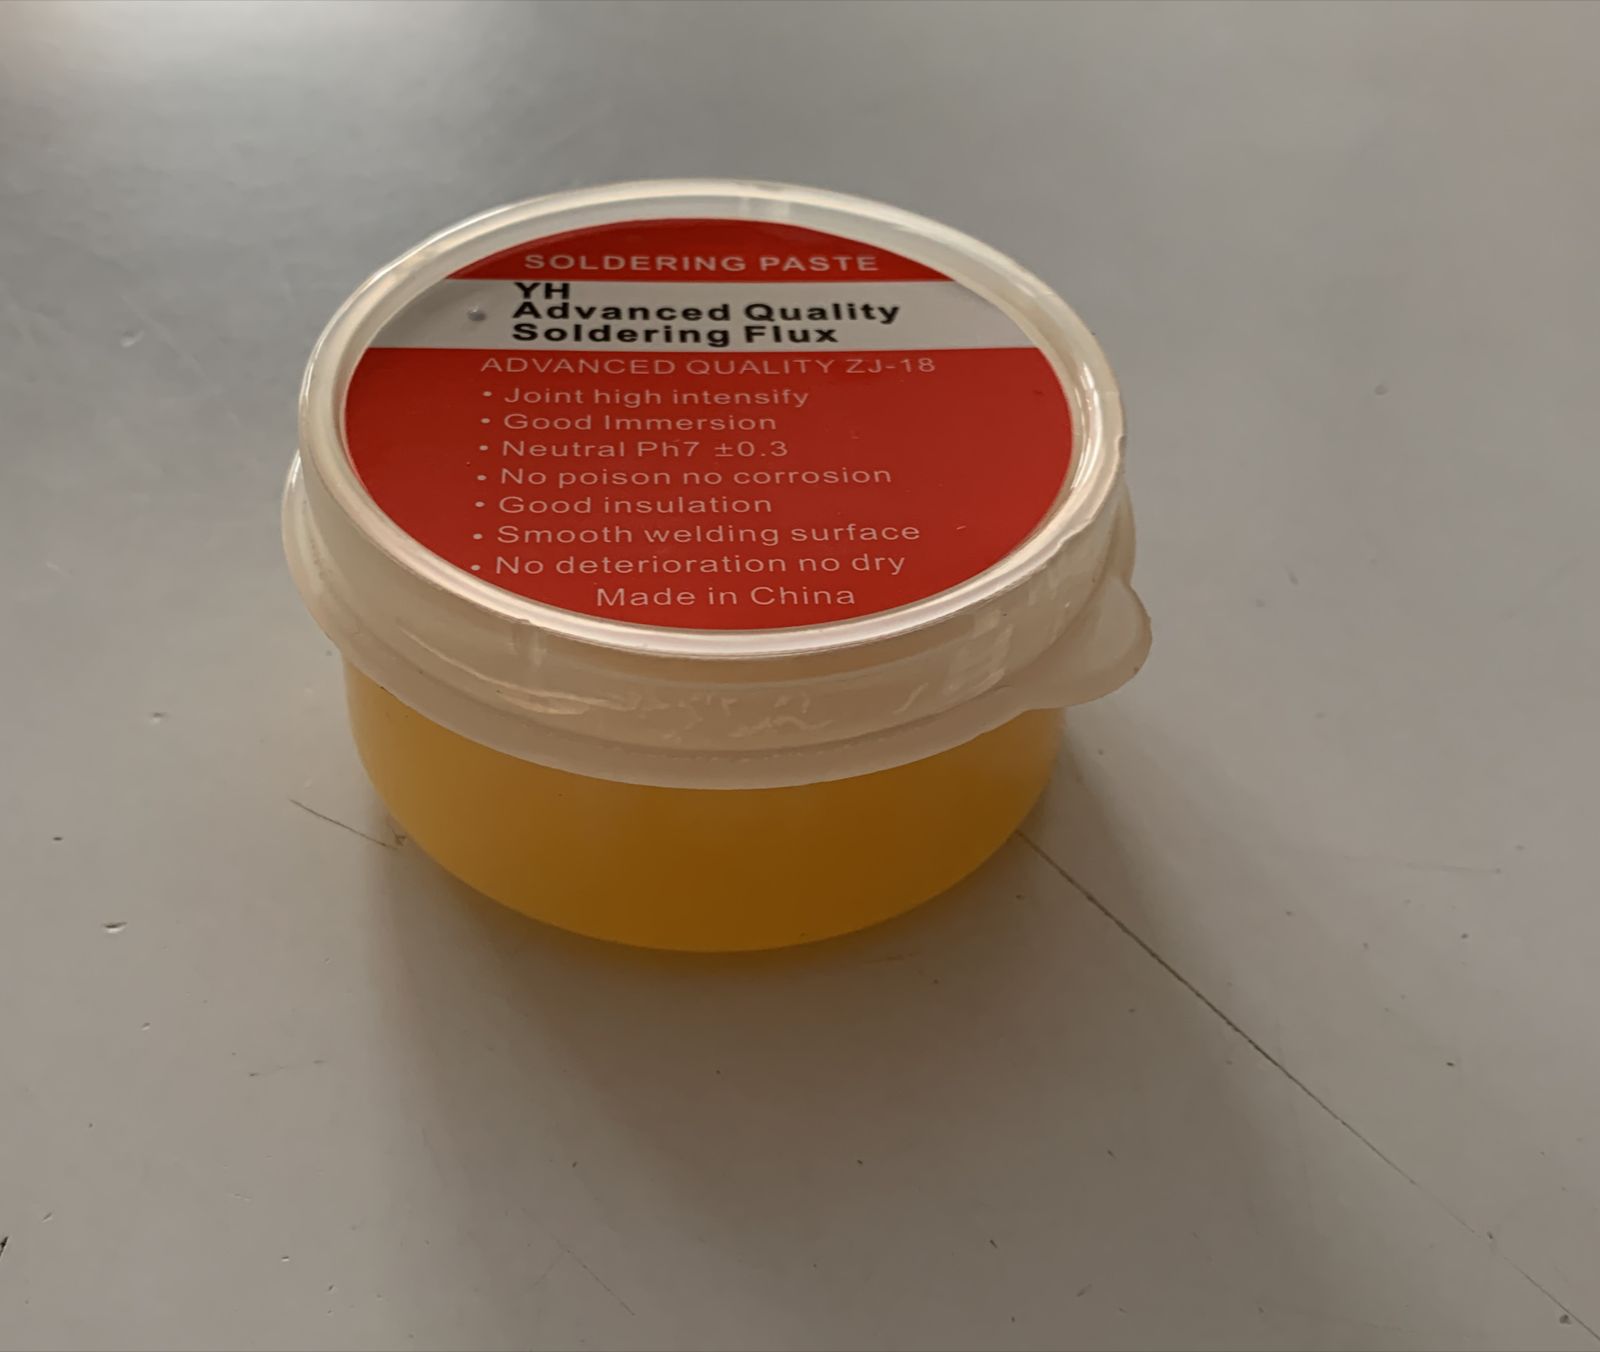 SOLDERING PASTE
YH
Advanced Quality
Soldering Flux
ADVANCED QUALITY ZJ-18
• Joint high intensify
• Good Immersion
• Neutral Ph7 ±0.3
• No poison no corrosion
• Good insulation
• Smooth welding surface
• No deterioration no dry
Made in China